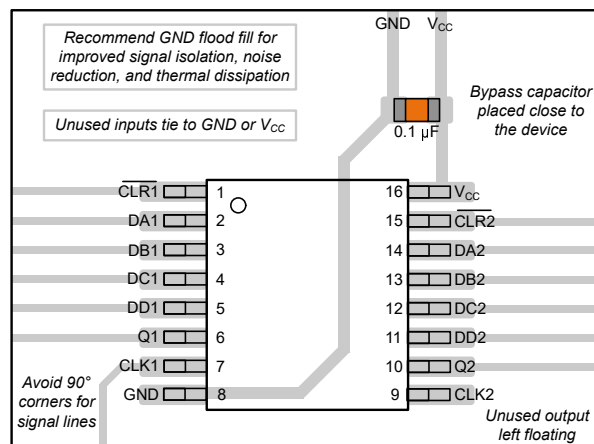 GND VCC
Recommend GND flood fill for
improved signal isolation, noise
reduction, and thermal dissipation
Unused inputs tie to GND or VCC
Bypass capacitor
placed close to
the device
0.1 µF
CLR1 1 16 VCC
DA1 2 15 CLR2
DB1 3 14 DA2
DC1 4 13 DB2
DD1 5 12 DC2
Q1 6 11 DD2
CLK1 7 10 Q2
GND 8 9 CLK2
Avoid 90°
corners for
signal lines
Unused output
left floating